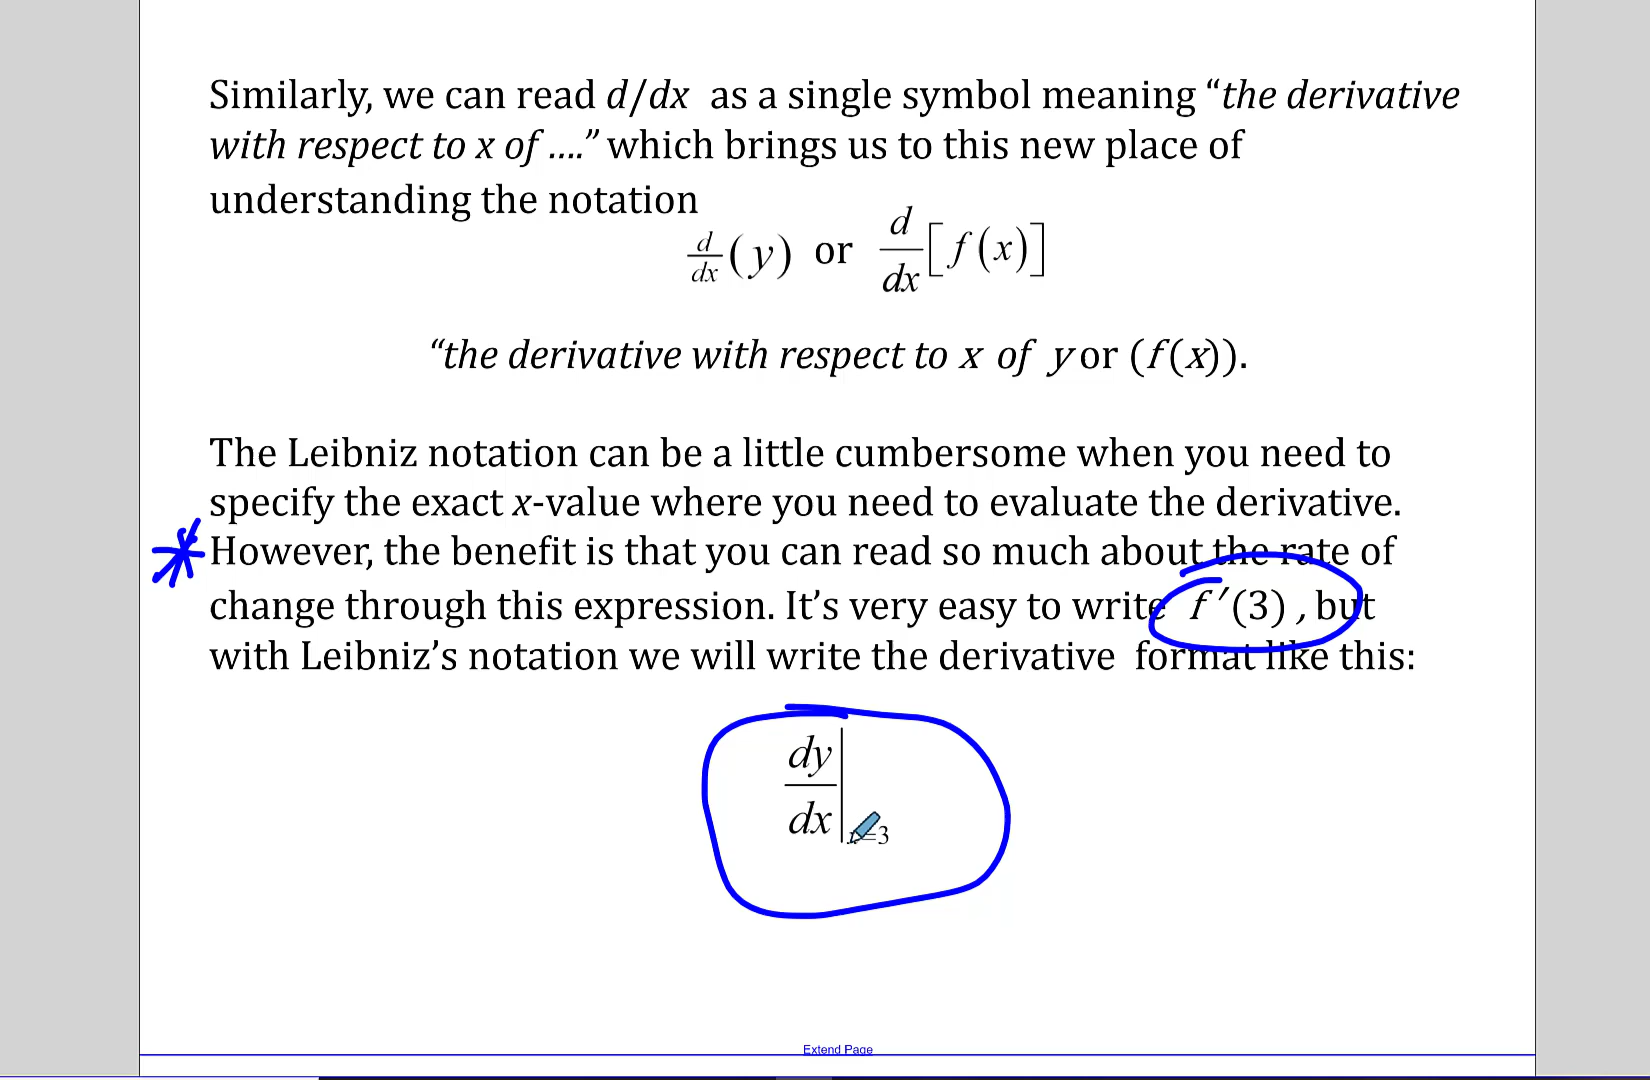 Similarly, we can read d/dx as a single symbol meaning “the derivative
with respect to x of ....” which brings us to this new place of
understanding the notation
d/dx (y) or d/dx [f(x)]
“the derivative with respect to x of y or (f(x)).
The Leibniz notation can be a little cumbersome when you need to
specify the exact x-value where you need to evaluate the derivative.
* However, the benefit is that you can read so much about the rate of
change through this expression. It’s very easy to write f ′(3) , but
with Leibniz’s notation we will write the derivative format like this:
dy/dx |x=3
Extend Page